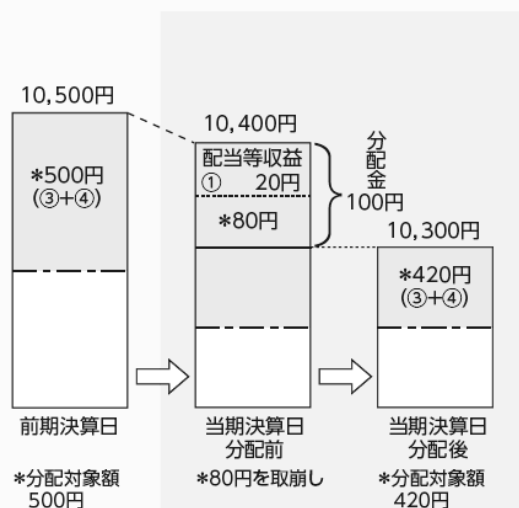 10,500円
*500円
(③+④)
前期決算日
*分配対象額
500円
10,400円
配当等収益
① 20円
*80円
分配金
100円
当期決算日
分配前
*80円を取崩し
10,300円
*420円
(③+④)
当期決算日
分配後
*分配対象額
420円